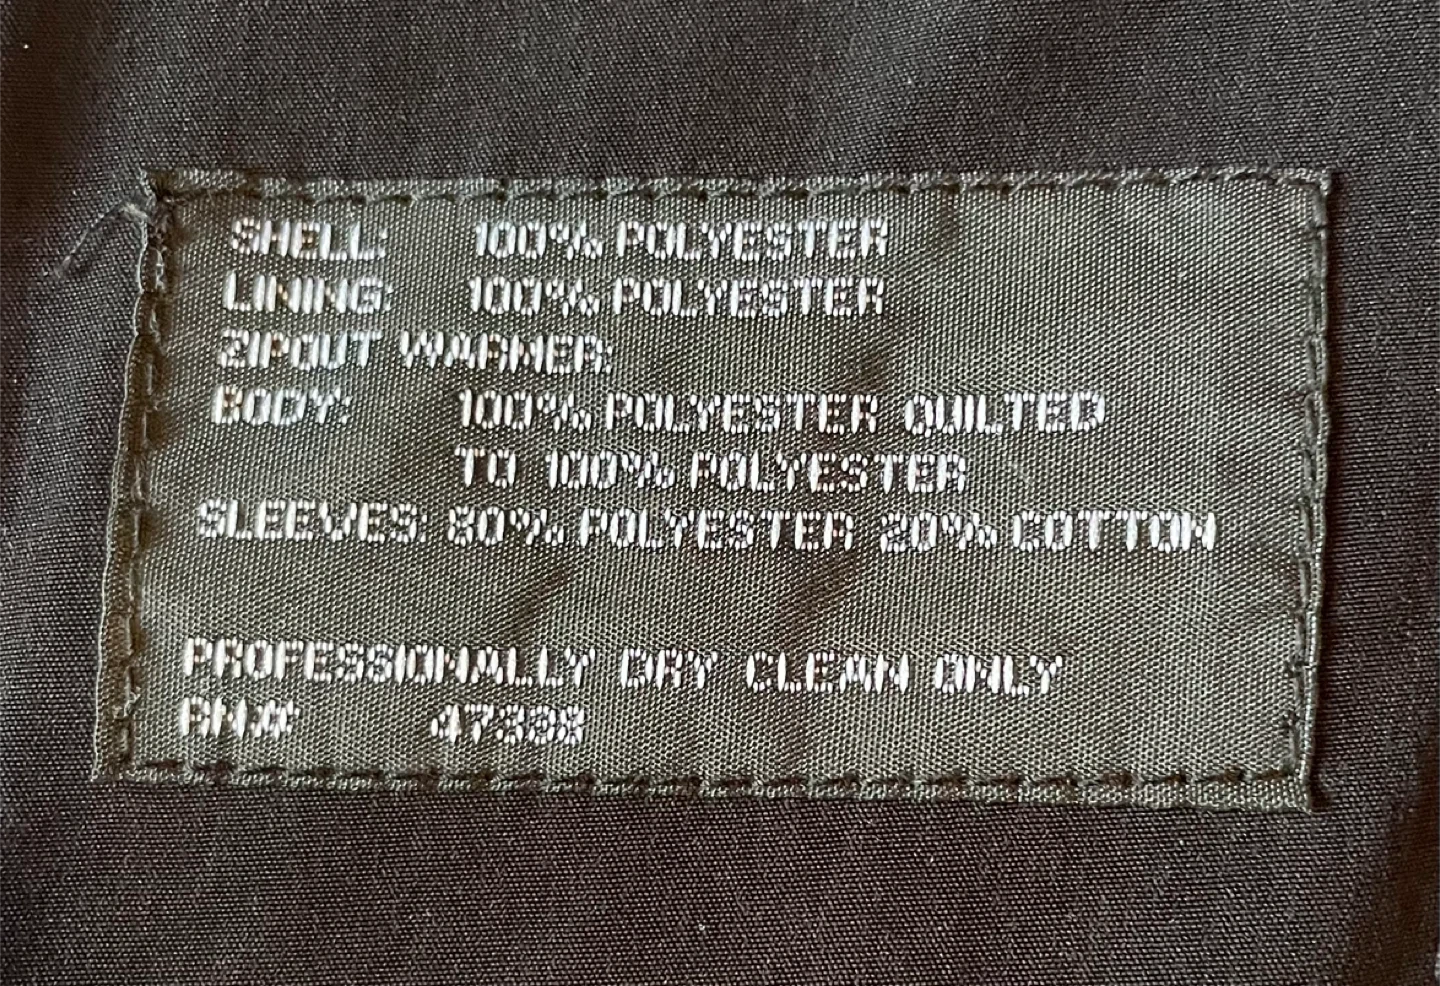 SHELL: 100% POLYESTER
LINING: 100% POLYESTER
ZIPOUT WARMER:
BODY: 100% POLYESTER QUILTED
TO 100% POLYESTER
SLEEVES: 80% POLYESTER 20% COTTON
PROFESSIONALLY DRY CLEAN ONLY
RN#